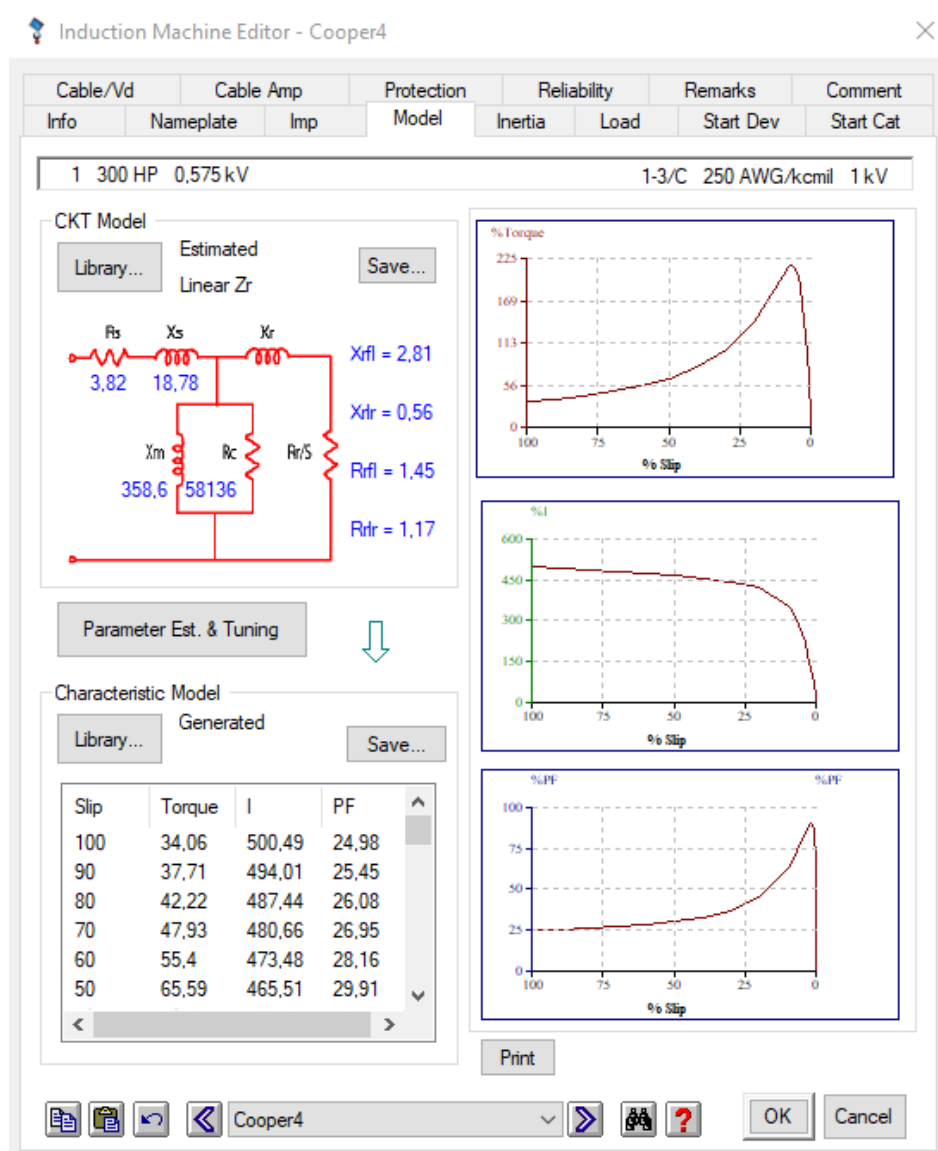 Induction Machine Editor - Cooper4
Cable/Vd Cable Amp Protection Reliability Remarks Comment
Info Nameplate Imp Model Inertia Load Start Dev Start Cat
1 300 HP 0,575 kV 1-3/C 250 AWG/kcmil 1 kV
CKT Model
Library...
Estimated
Linear Zr
Save...
Rs Xs Xr
3,82 18,78
Xm Rc Rr/S
358,6 58136
Xrfl = 2,81
Xrlr = 0,56
Rrfl = 1,45
Rrlr = 1,17
Parameter Est. & Tuning
Characteristic Model
Library...
Generated
Save...
Slip Torque I PF
100 34,06 500,49 24,98
90 37,71 494,01 25,45
80 42,22 487,44 26,08
70 47,93 480,66 26,95
60 55,4 473,48 28,16
50 65,59 465,51 29,91
%Torque
225
169
113
56
0
100 75 50 25 0
% Slip
%I
600
450
300
150
0
100 75 50 25 0
% Slip
%PF %PF
100
75
50
25
0
100 75 50 25 0
% Slip
Print
Cooper4
OK Cancel